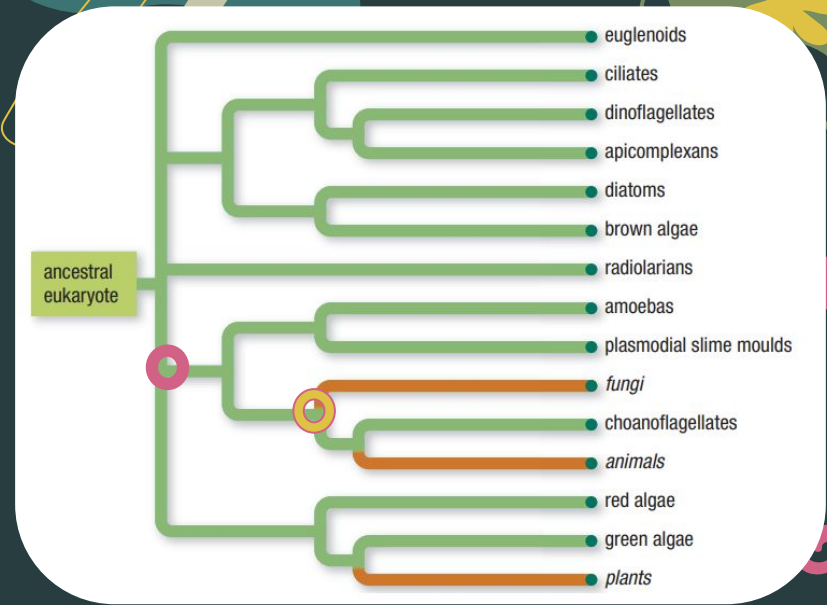 euglenoids
ciliates
dinoflagellates
apicomplexans
diatoms
brown algae
radiolarians
ancestral
eukaryote
amoebas
plasmodial slime moulds
fungi
choanoflagellates
animals
red algae
green algae
plants